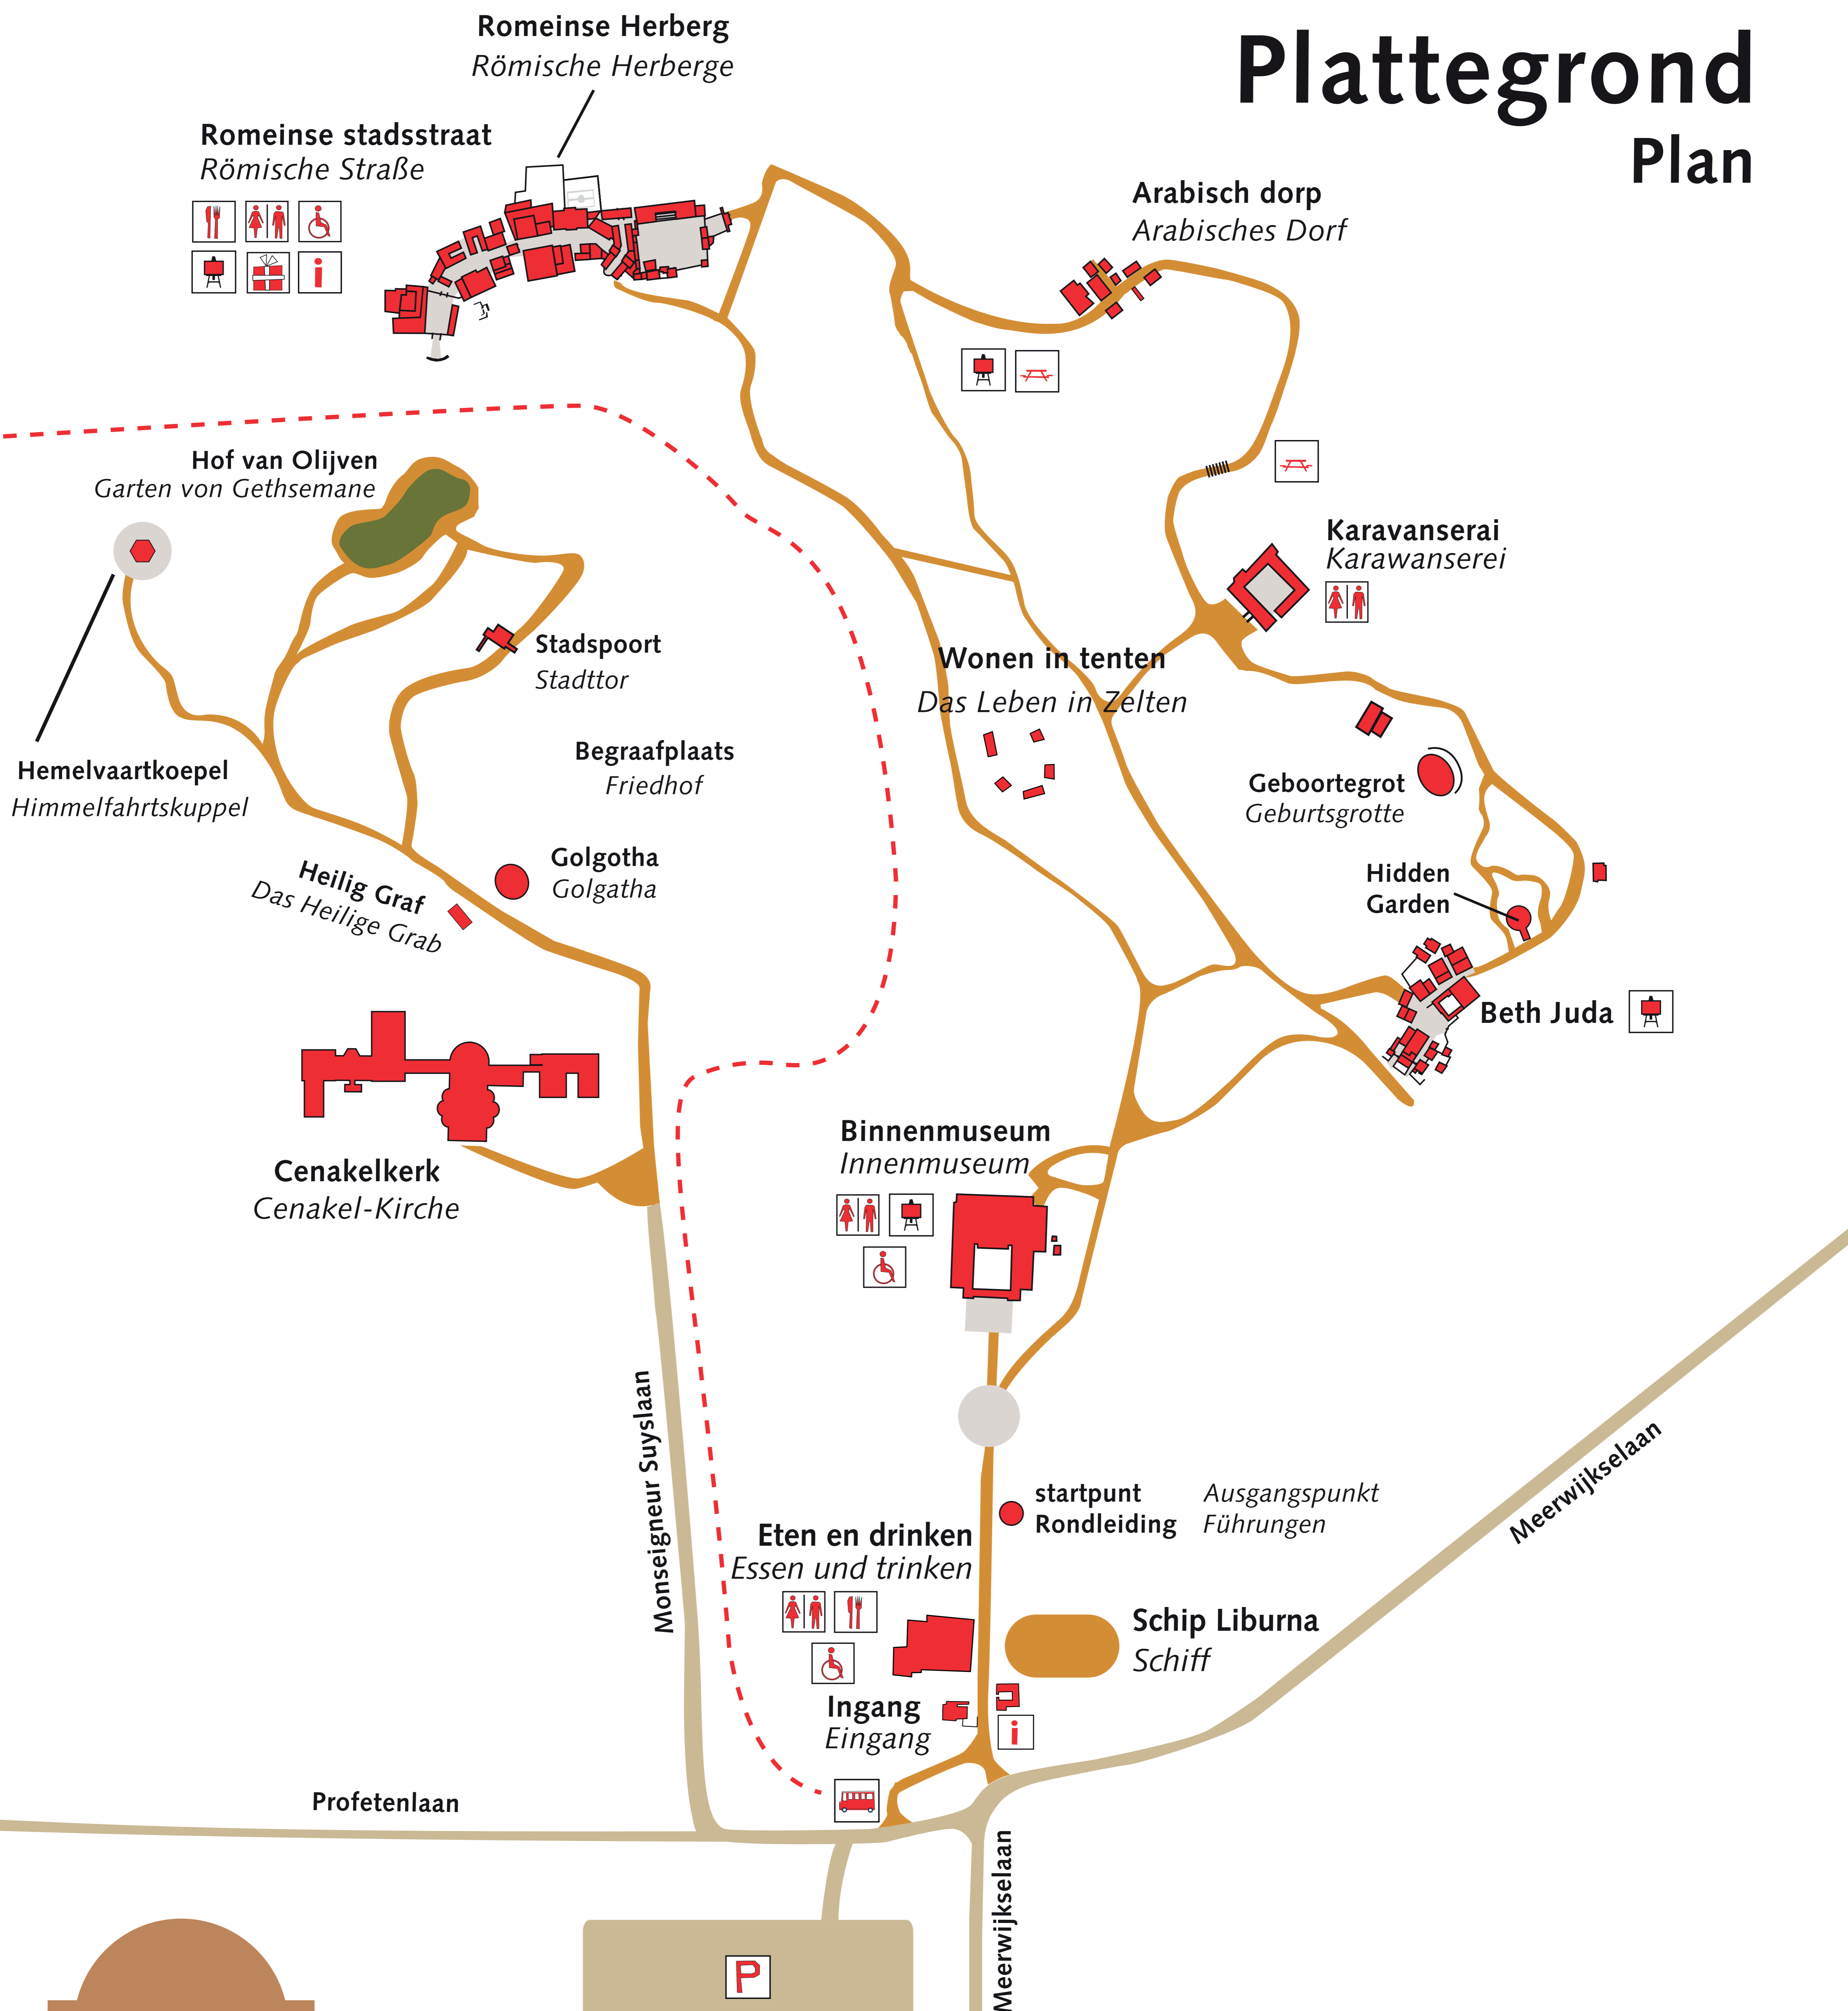 Plattegrond
Plan
Romeinse Herberg
Römische Herberge
Romeinse stadsstraat
Römische Straße
Arabisch dorp
Arabisches Dorf
Hof van Olijven
Garten von Gethsemane
Karavanserai
Karawanserei
Stadspoort
Stadttor
Wonen in tenten
Das Leben in Zelten
Begraafplaats
Friedhof
Hemelvaartkoepel
Himmelfahrtskuppel
Geboortegrot
Geburtsgrotte
Golgotha
Golgatha
Heilig Graf
Das Heilige Grab
Hidden
Garden
Beth Juda
Binnenmuseum
Innenmuseum
Cenakelkerk
Cenakel-Kirche
Monseigneur Suyslaan
Meerwijkselaan
startpunt
Rondleiding
Ausgangspunkt
Führungen
Eten en drinken
Essen und trinken
Schip Liburna
Schiff
Ingang
Eingang
i
i
Profetenlaan
Meerwijkselaan
P